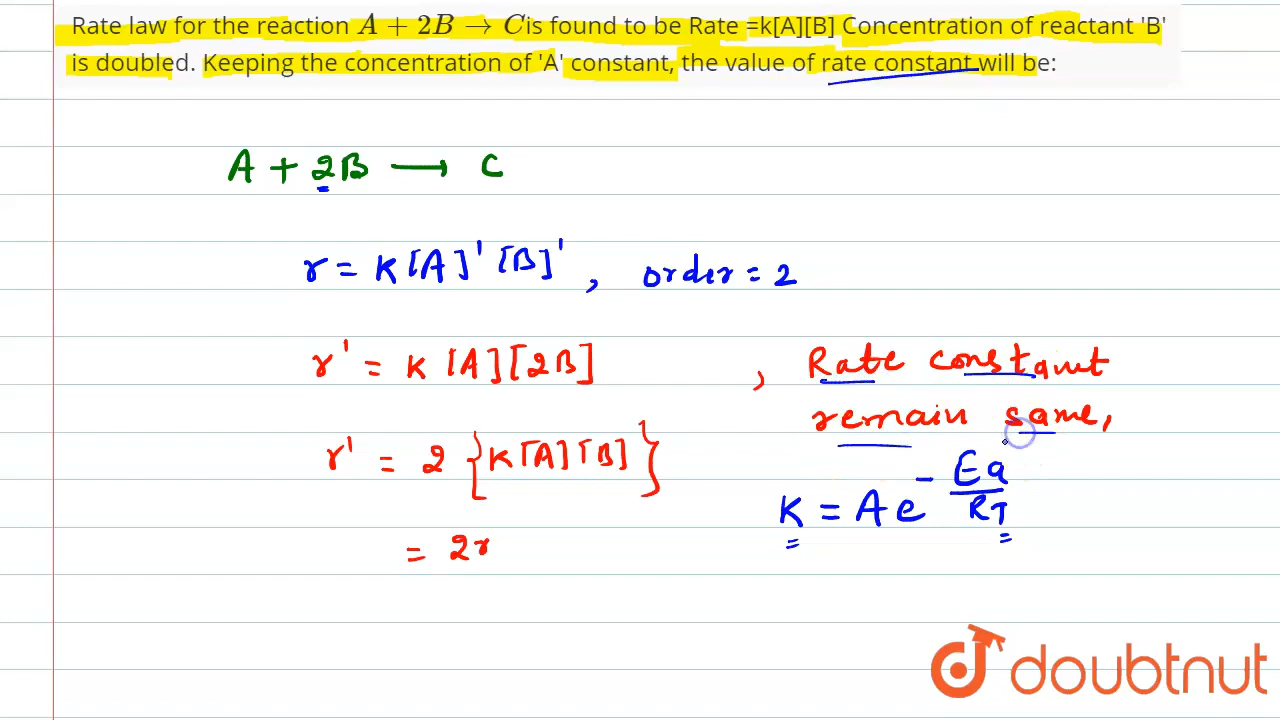 Rate law for the reaction A + 2B → C is found to be Rate =k[A][B] Concentration of reactant 'B'
is doubled. Keeping the concentration of 'A' constant, the value of rate constant will be:
A + 2B → C
r = K[A]' [B]', order = 2
r' = K [A][2B] , Rate constant
remain same,
r' = 2 {K[A][B]}
K = A e^-Ea/RT
= 2r
doubtnut